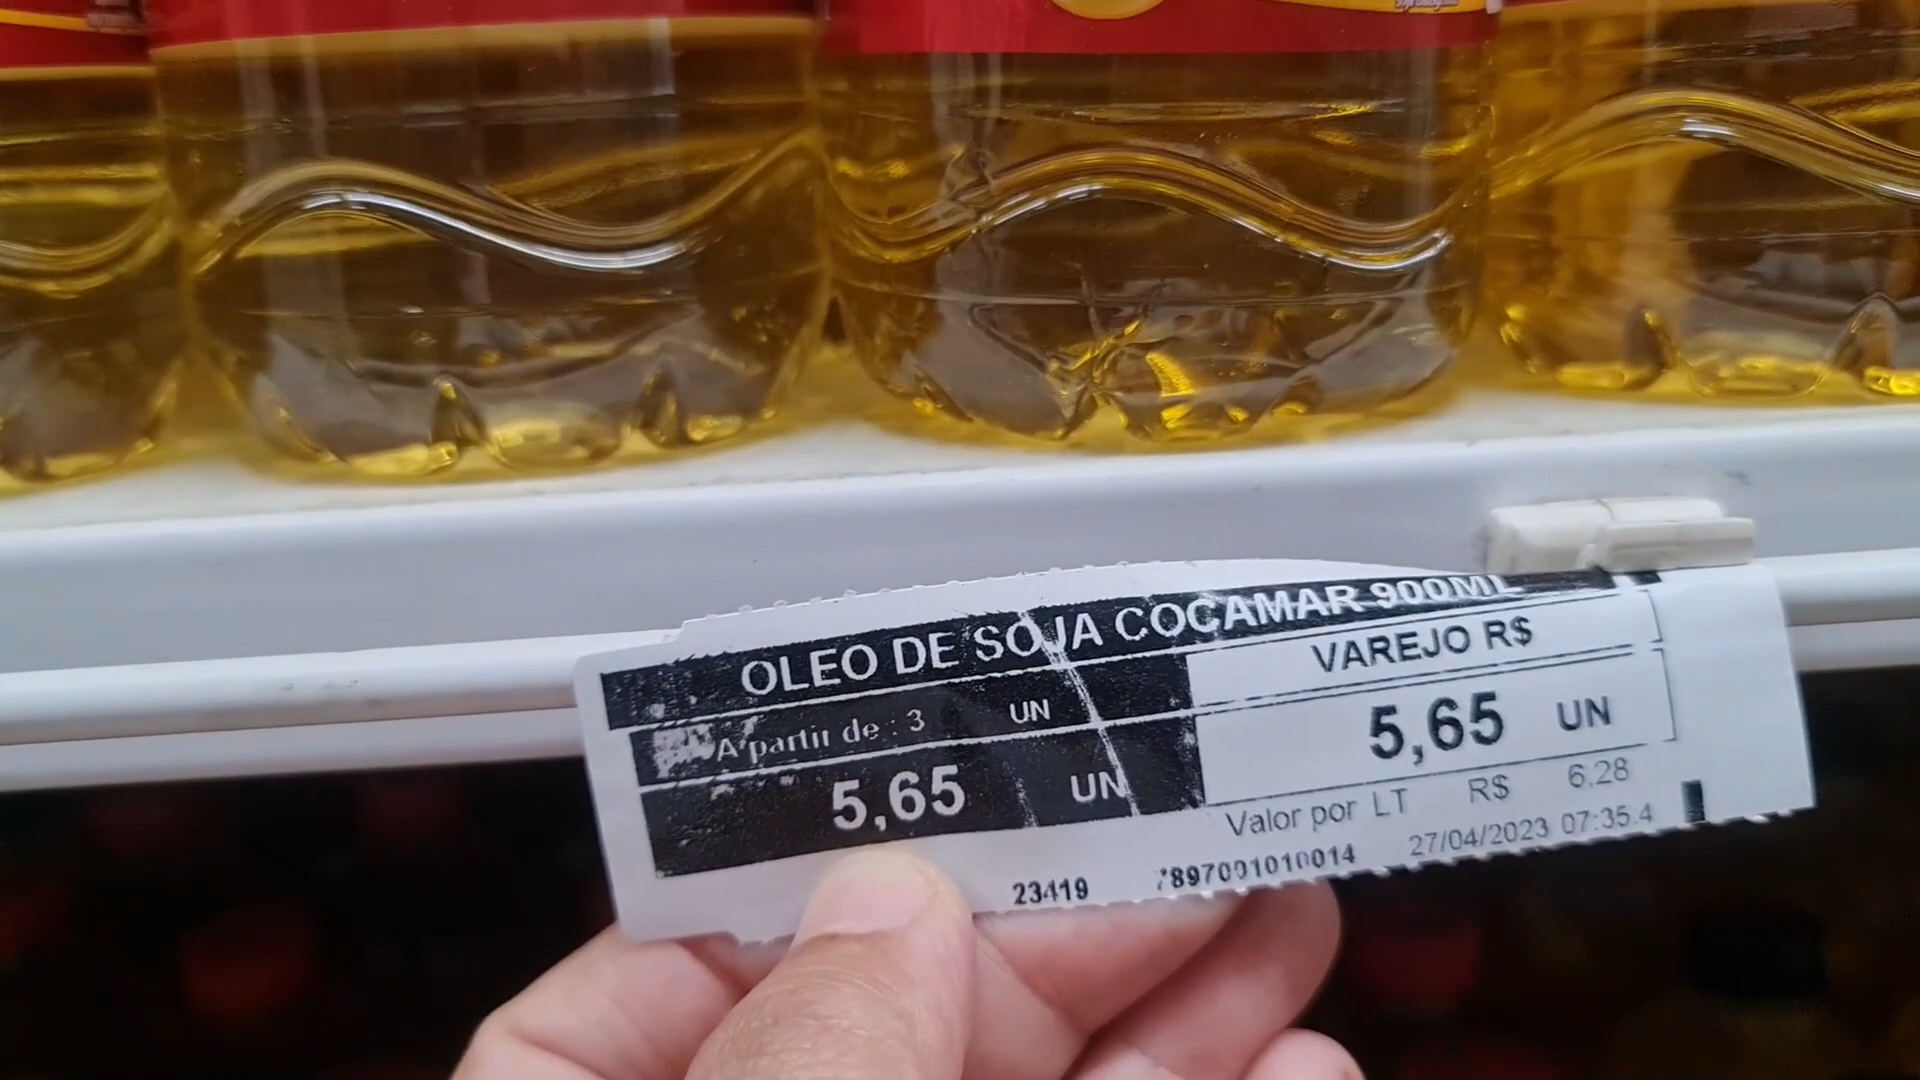 OLEO DE SOJA COCAMAR 900ML
A partir de : 3 UN
VAREJO R$
5,65 UN
5,65 UN
Valor por LT R$ 6,28
23419
7897001010014
27/04/2023 07:35.4